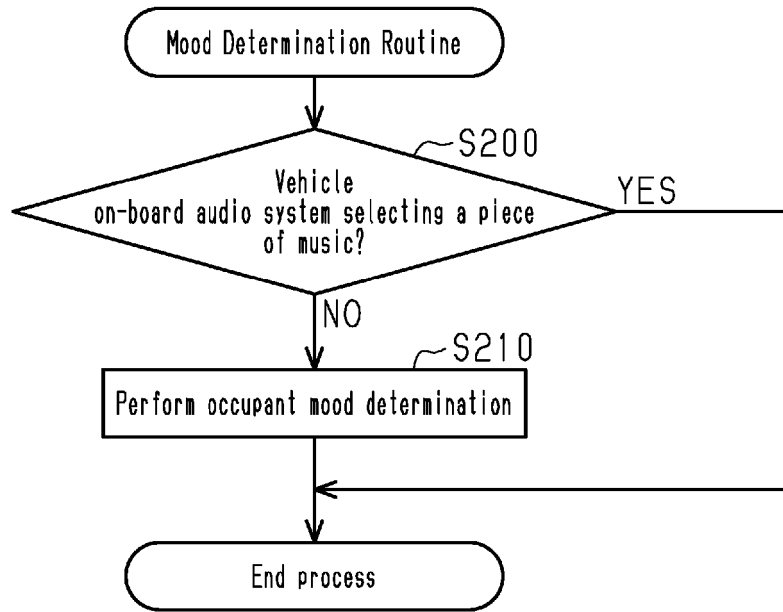 Mood Determination Routine
S200
Vehicle
on-board audio system selecting a piece
of music?
YES
NO
S210
Perform occupant mood determination
End process